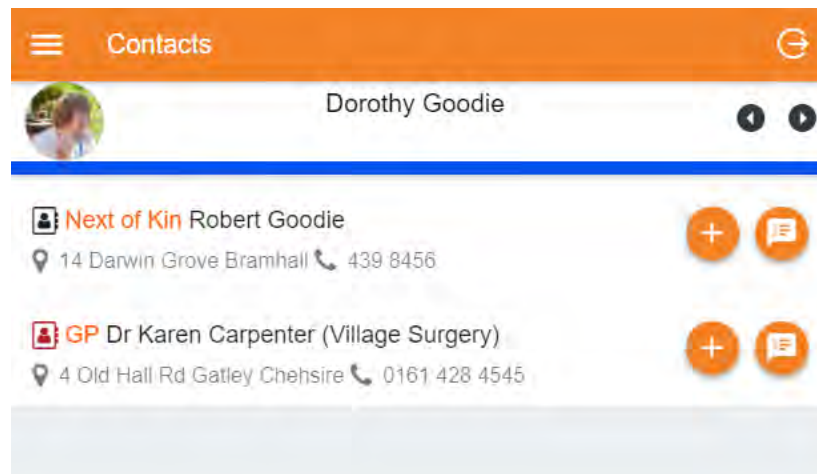 Contacts
Dorothy Goodie
Next of Kin Robert Goodie
14 Darwin Grove Bramhall 439 8456
GP Dr Karen Carpenter (Village Surgery)
4 Old Hall Rd Gatley Chehsire 0161 428 4545